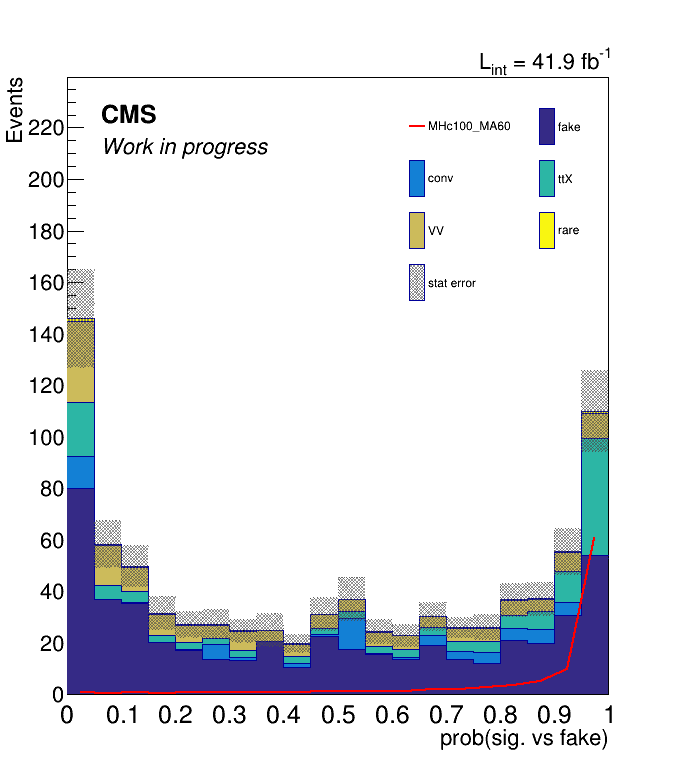 L_int = 41.9 fb^-1
Events
CMS
Work in progress
MHc100_MA60
fake
conv
ttX
VV
rare
stat error
220
200
180
160
140
120
100
80
60
40
20
0
0 0.1 0.2 0.3 0.4 0.5 0.6 0.7 0.8 0.9 1
prob(sig. vs fake)